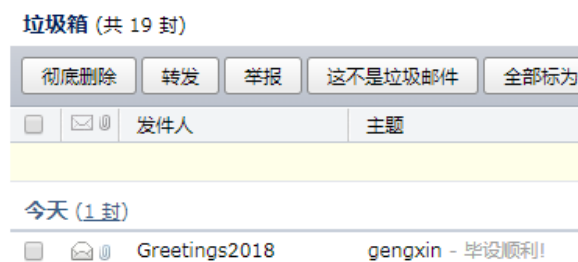 垃圾箱 (共 19 封)
彻底删除 转发 举报 这不是垃圾邮件 全部标为
发件人 主题
今天 (1 封)
Greetings2018 gengxin - 毕设顺利!